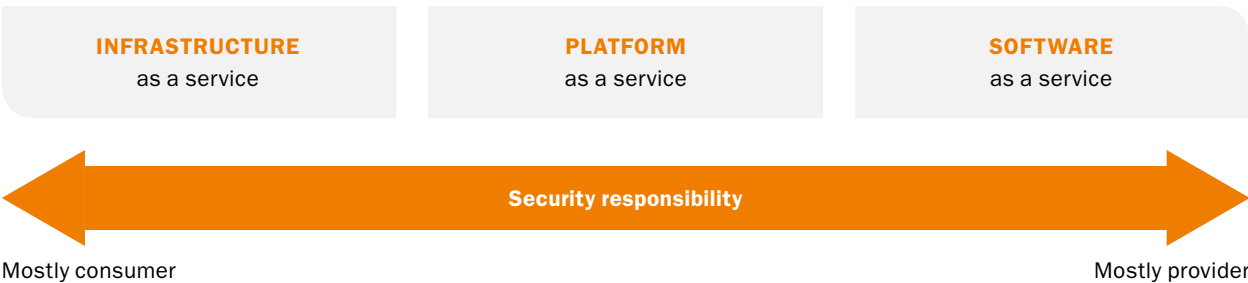 INFRASTRUCTURE
as a service
PLATFORM
as a service
SOFTWARE
as a service
Security responsibility
Mostly consumer
Mostly provider